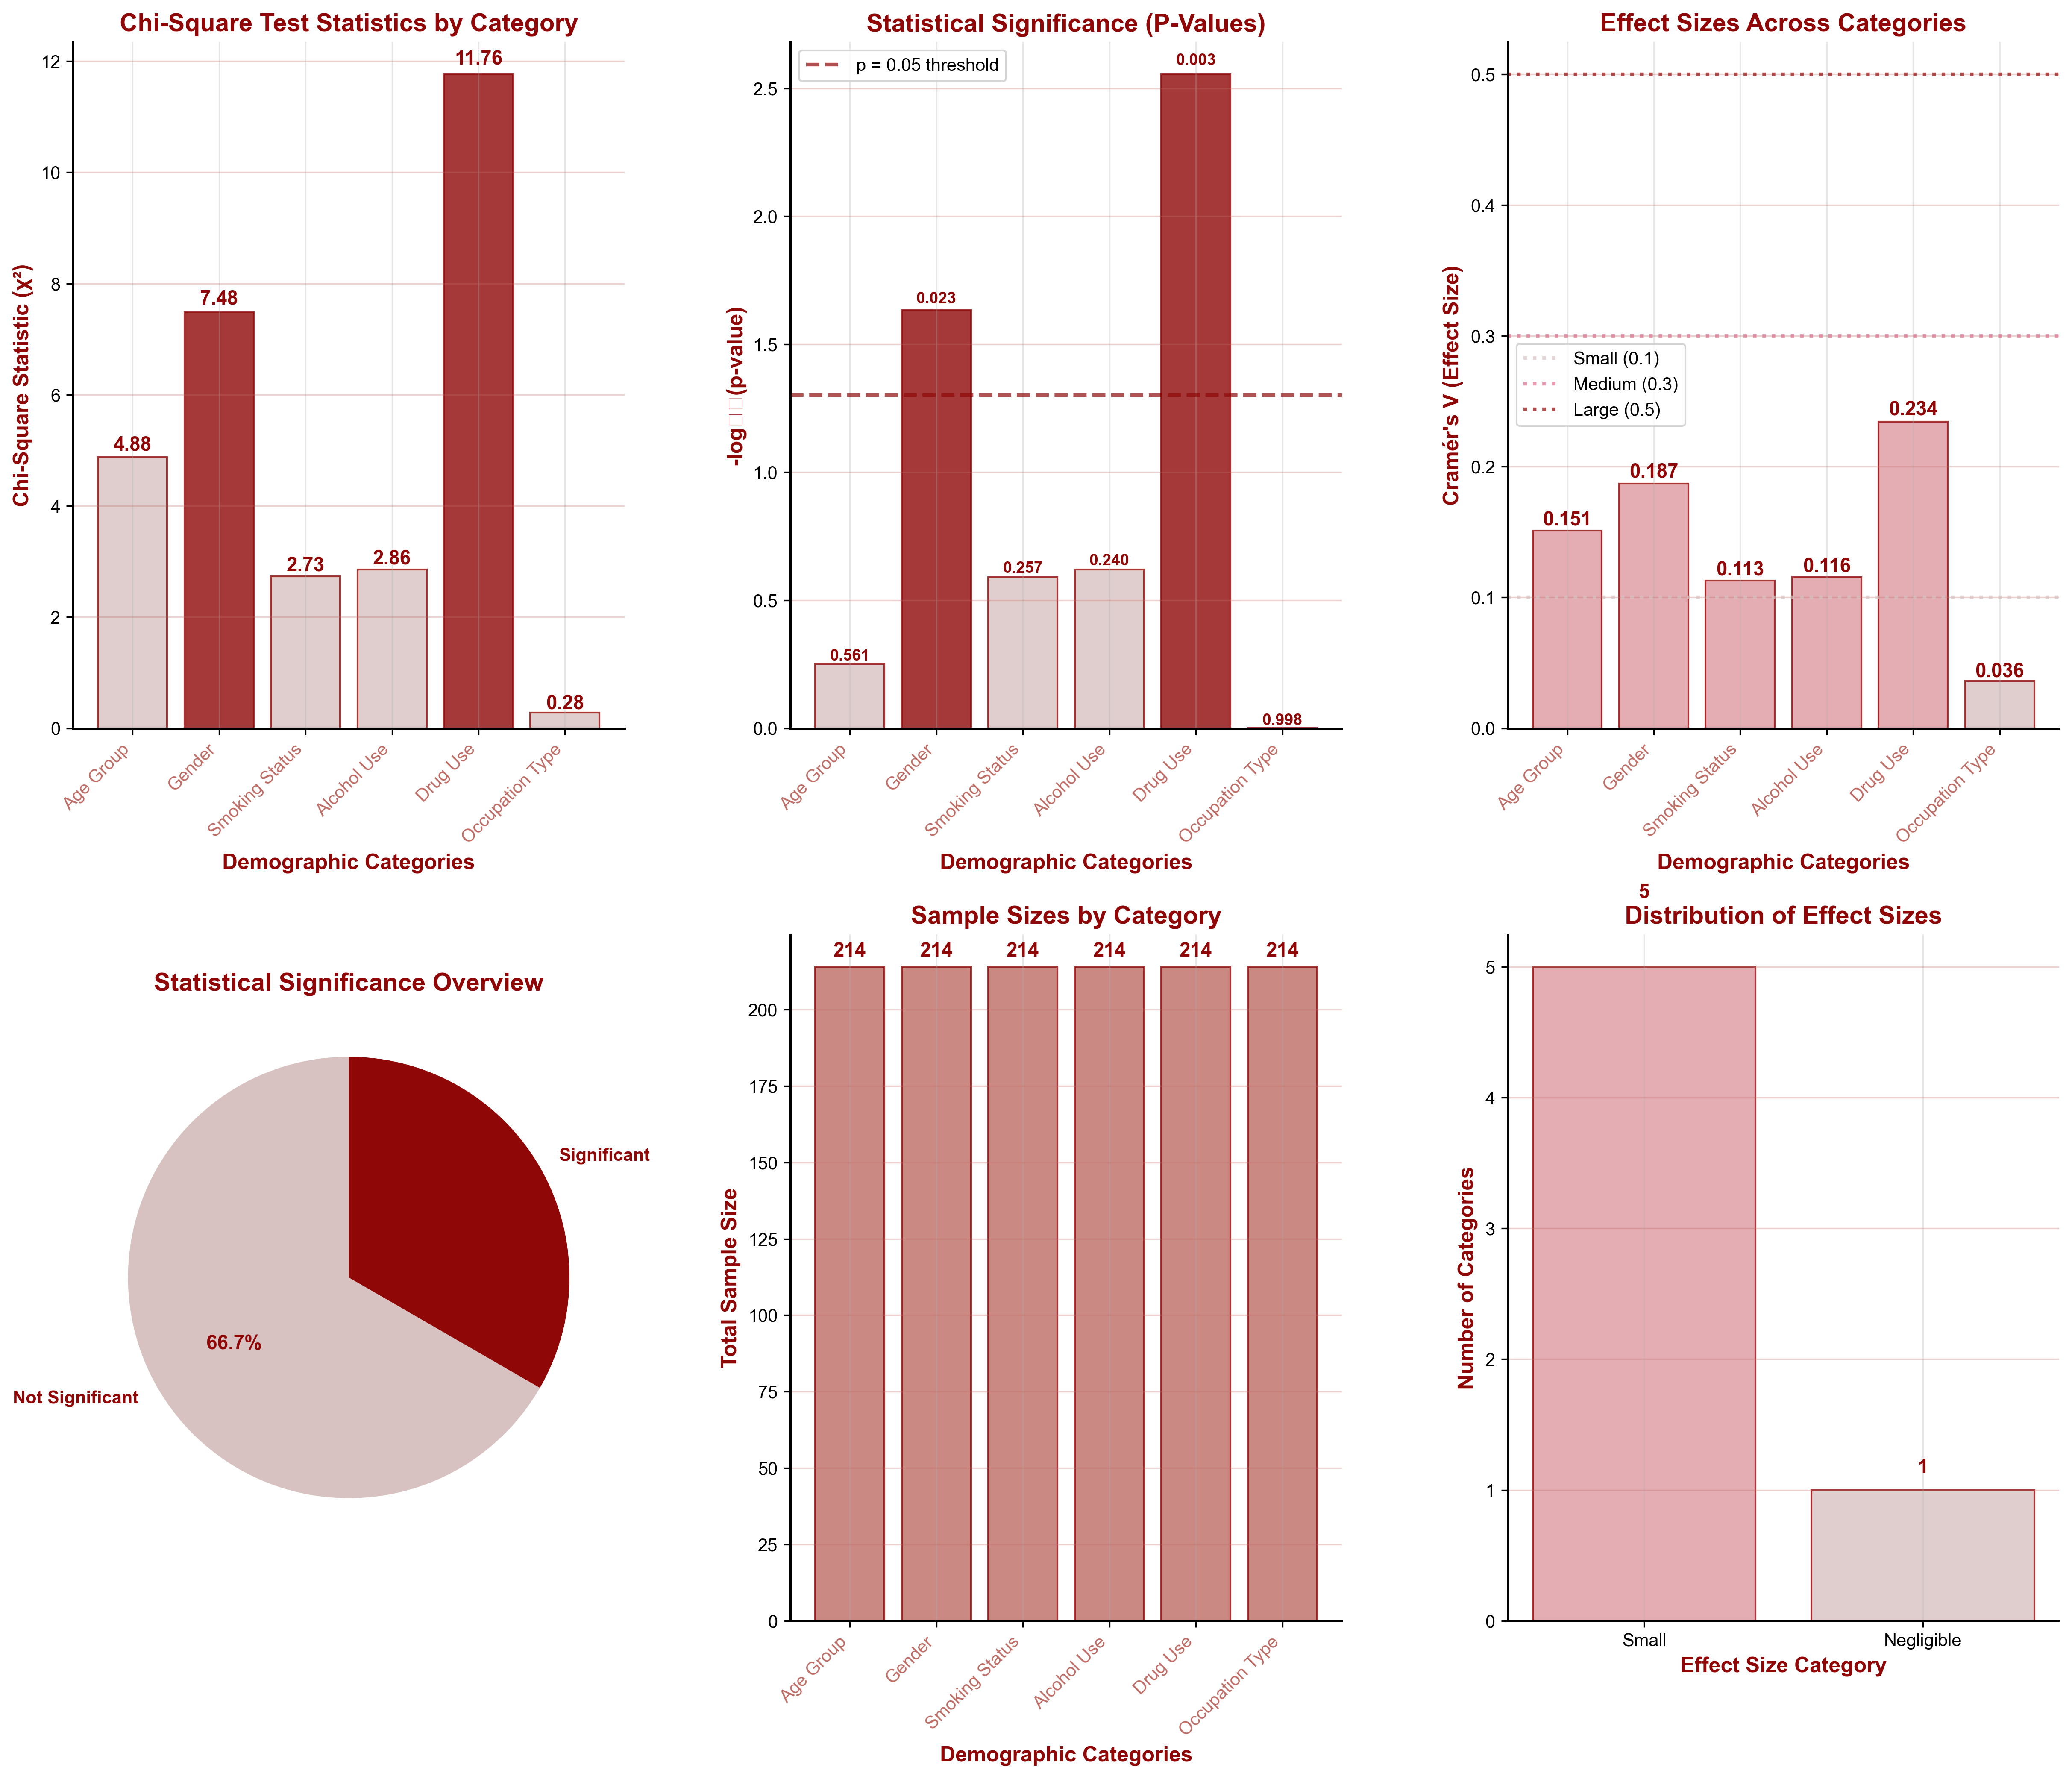 Chi-Square Test Statistics by Category
Chi-Square Statistic (χ²)
12
10
8
6
4
2
0
4.88
7.48
2.73
2.86
11.76
0.28
Age Group
Gender
Smoking Status
Alcohol Use
Drug Use
Occupation Type
Demographic Categories
Statistical Significance (P-Values)
p = 0.05 threshold
-log□□(p-value)
2.5
2.0
1.5
1.0
0.5
0.0
0.561
0.023
0.257
0.240
0.003
0.998
Age Group
Gender
Smoking Status
Alcohol Use
Drug Use
Occupation Type
Demographic Categories
Effect Sizes Across Categories
Cramér's V (Effect Size)
0.5
0.4
0.3
0.2
0.1
0.0
Small (0.1)
Medium (0.3)
Large (0.5)
0.151
0.187
0.113
0.116
0.234
0.036
Age Group
Gender
Smoking Status
Alcohol Use
Drug Use
Occupation Type
Demographic Categories
Statistical Significance Overview
Significant
66.7%
Not Significant
Sample Sizes by Category
Total Sample Size
200
175
150
125
100
75
50
25
0
214
214
214
214
214
214
Age Group
Gender
Smoking Status
Alcohol Use
Drug Use
Occupation Type
Demographic Categories
5
Distribution of Effect Sizes
Number of Categories
5
4
3
2
1
0
1
Small
Negligible
Effect Size Category